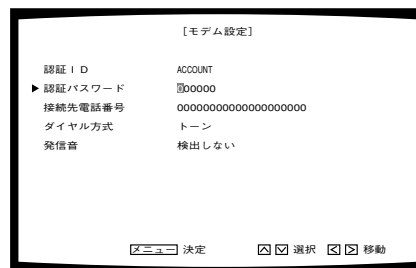 [モデム設定]
認証ID ACCOUNT
▶認証パスワード 00000
接続先電話番号 00000000000000000000
ダイヤル方式 トーン
発信音 検出しない
メニュー 決定 ∧ ∨ 選択 < > 移動